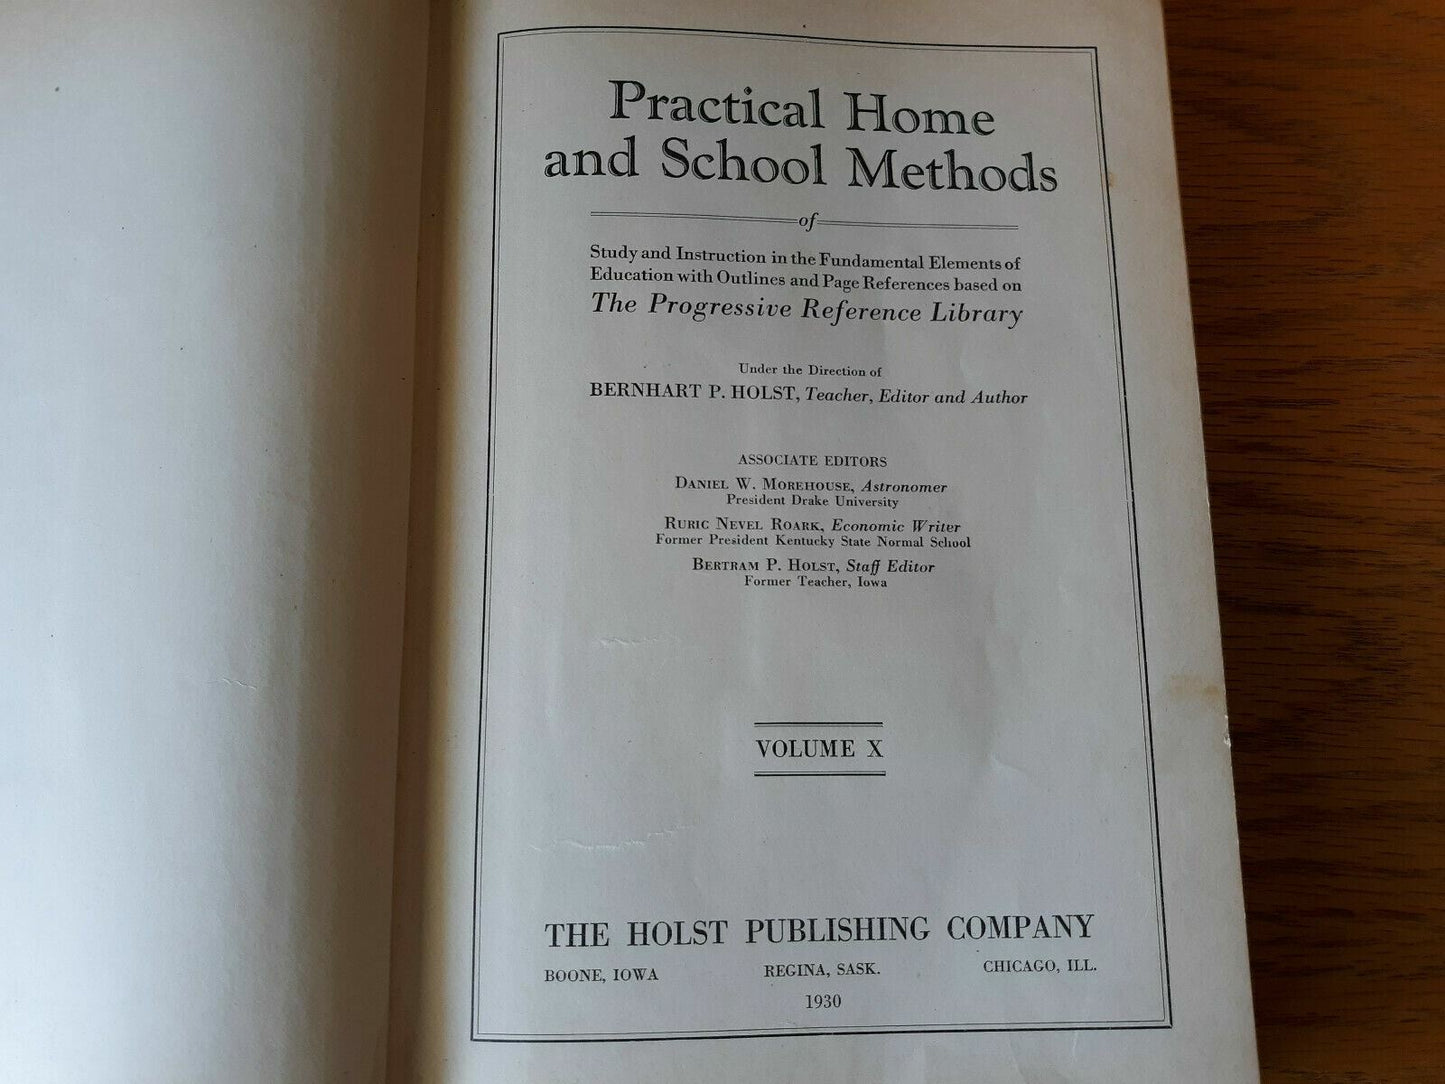 Practical Home
and School Methods
of
Study and Instruction in the Fundamental Elements of
Education with Outlines and Page References based on
The Progressive Reference Library
Under the Direction of
BERNHART P. HOLST, Teacher, Editor and Author
ASSOCIATE EDITORS
DANIEL W. MOREHOUSE, Astronomer
President Drake University
RURIC NEVEL ROARK, Economic Writer
Former President Kentucky State Normal School
BERTRAM P. HOLST, Staff Editor
Former Teacher, Iowa
VOLUME X
THE HOLST PUBLISHING COMPANY
BOONE, IOWA REGINA, SASK. CHICAGO, ILL.
1930